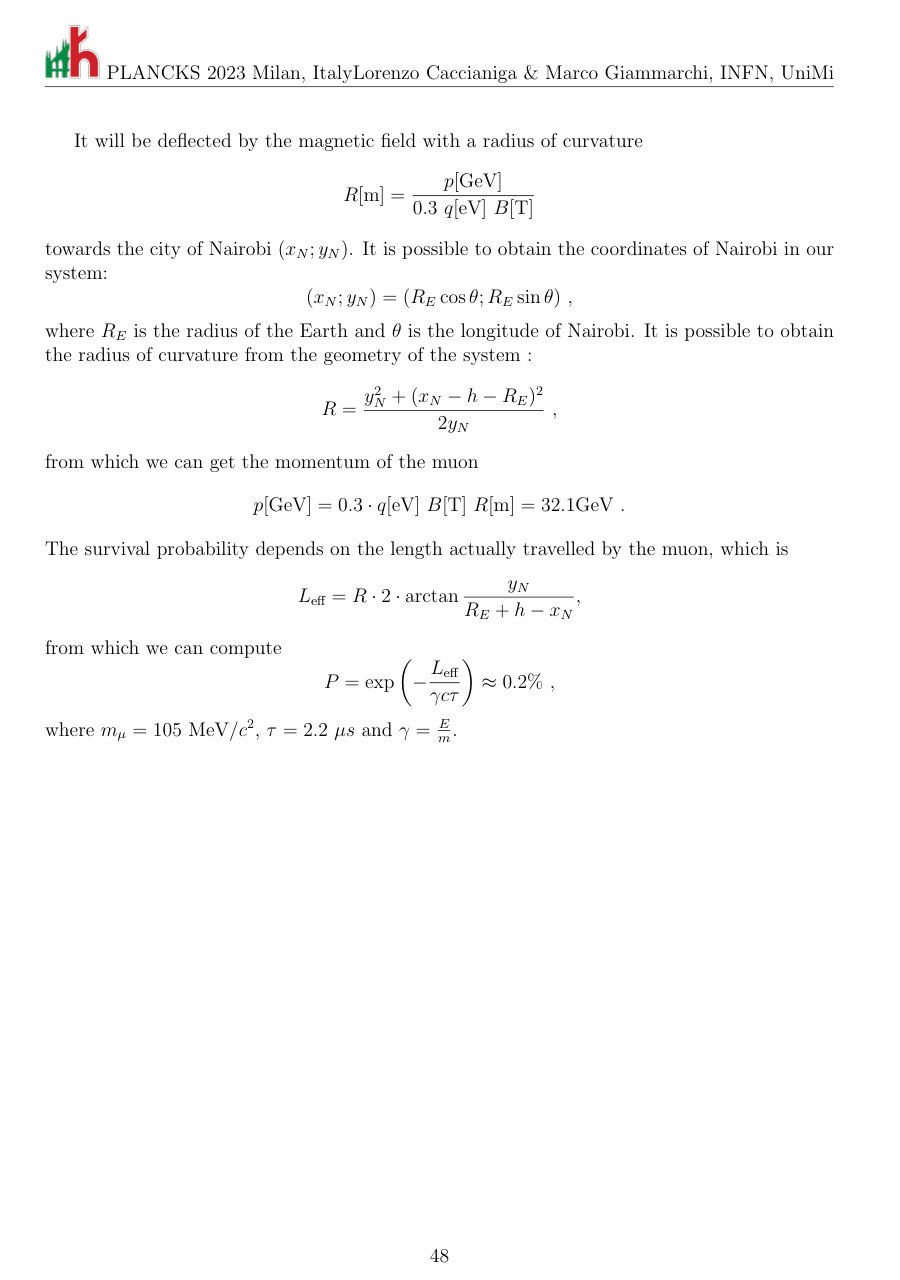 PLANCKS 2023 Milan, ItalyLorenzo Caccianiga & Marco Giammarchi, INFN, UniMi
It will be deflected by the magnetic field with a radius of curvature
R[m] = p[GeV] / 0.3 q[eV] B[T]
towards the city of Nairobi (x_N; y_N). It is possible to obtain the coordinates of Nairobi in our
system:
(x_N; y_N) = (R_E cos θ; R_E sin θ) ,
where R_E is the radius of the Earth and θ is the longitude of Nairobi. It is possible to obtain
the radius of curvature from the geometry of the system :
R = y_N^2 + (x_N − h − R_E)^2 / 2y_N ,
from which we can get the momentum of the muon
p[GeV] = 0.3 · q[eV] B[T] R[m] = 32.1GeV .
The survival probability depends on the length actually travelled by the muon, which is
L_eff = R · 2 · arctan y_N / R_E + h − x_N ,
from which we can compute
P = exp (− L_eff / γcτ) ≈ 0.2% ,
where m_μ = 105 MeV/c^2, τ = 2.2 μs and γ = E/m.
48